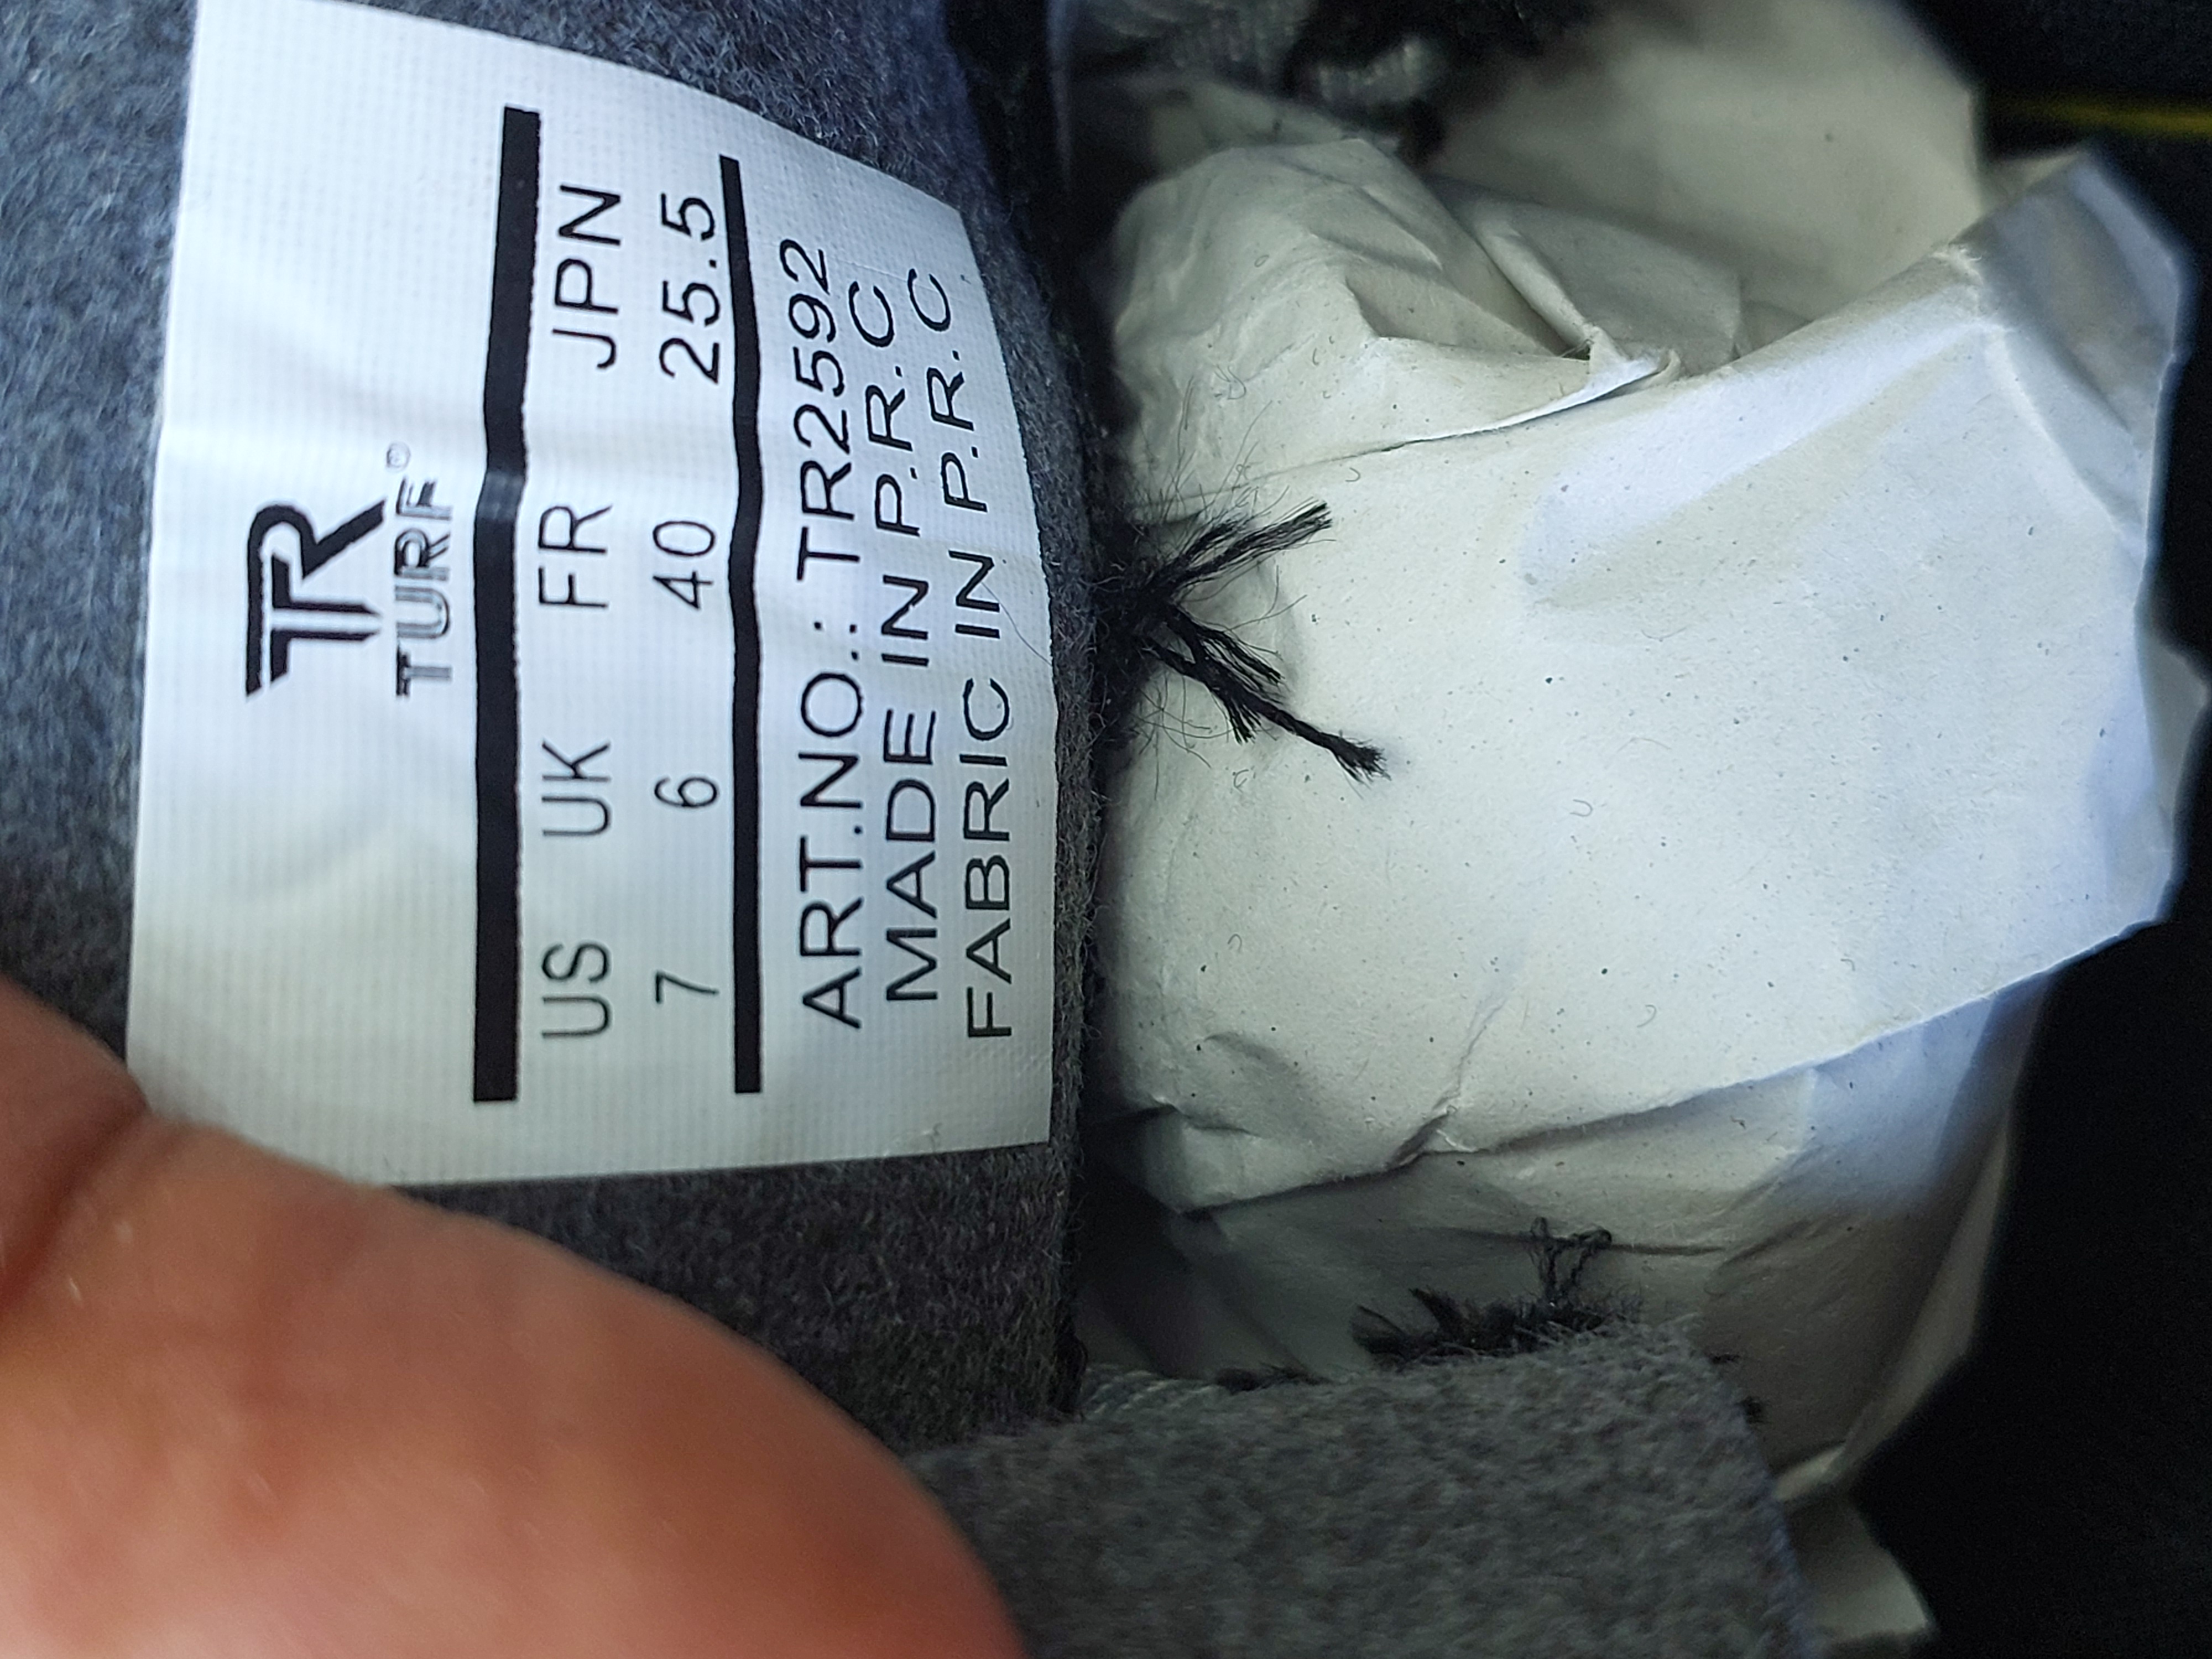 TR
TURF®
US UK FR JPN
7 6 40 25.5
ART.NO.: TR2592
MADE IN P.R.C
FABRIC IN P.R.C